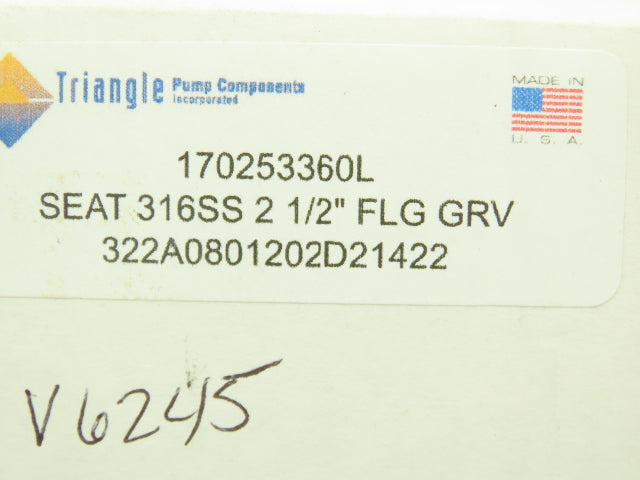 Triangle Pump Components
Incorporated
MADE IN
U. S. A.
170253360L
SEAT 316SS 2 1/2" FLG GRV
322A0801202D21422
V6245